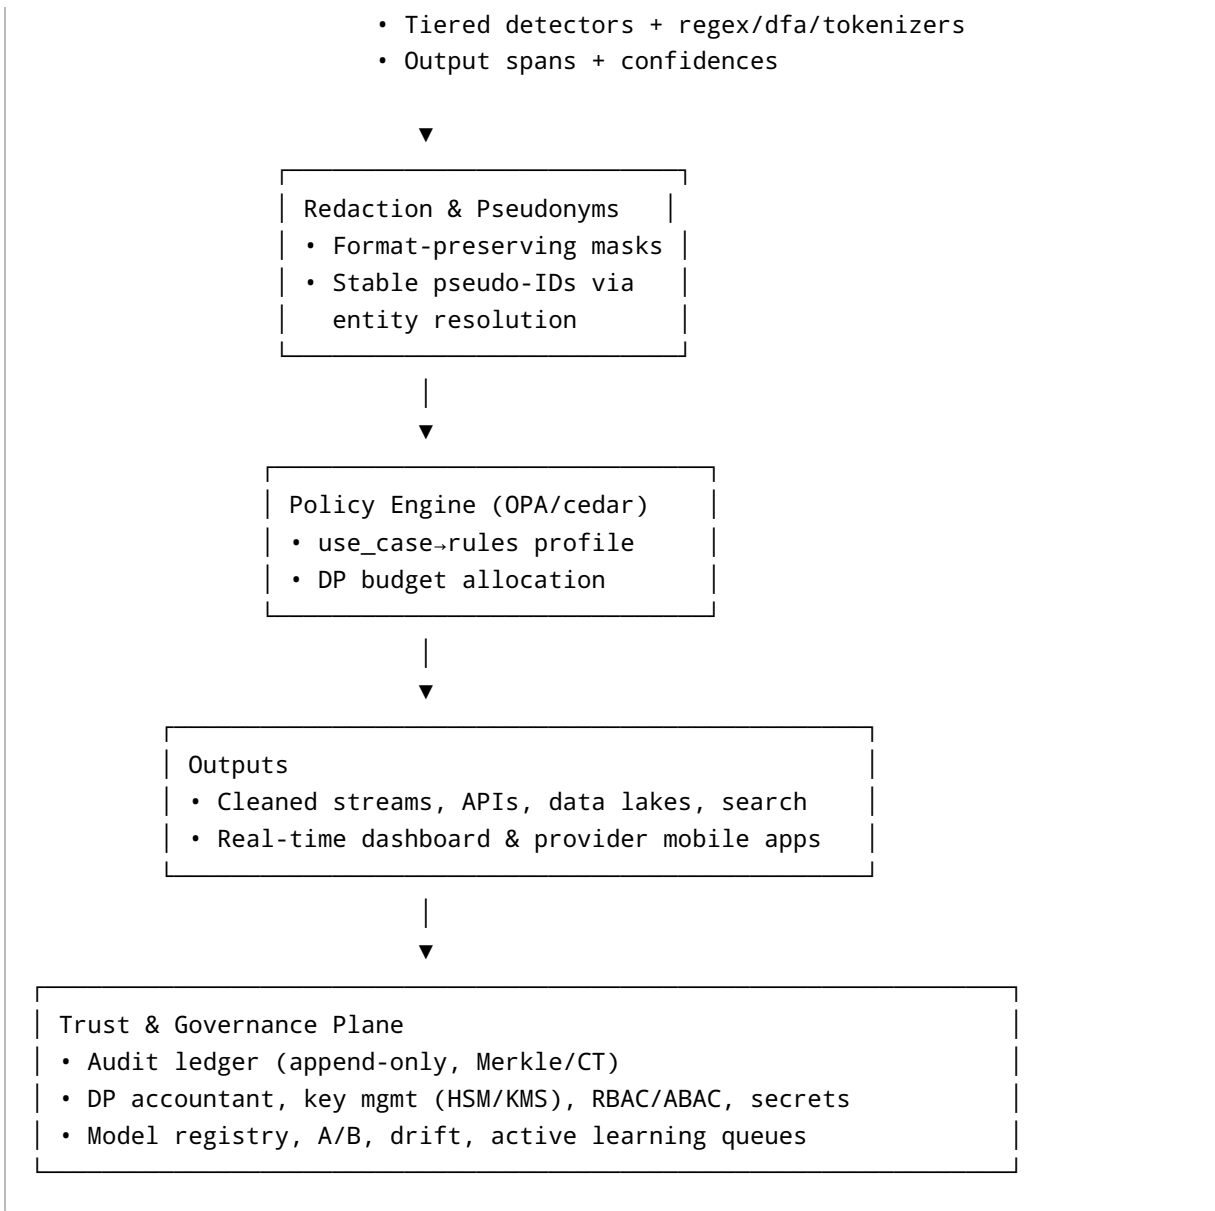 • Tiered detectors + regex/dfa/tokenizers
• Output spans + confidences
Redaction & Pseudonyms
• Format-preserving masks
• Stable pseudo-IDs via
entity resolution
Policy Engine (OPA/cedar)
• use_case→rules profile
• DP budget allocation
Outputs
• Cleaned streams, APIs, data lakes, search
• Real-time dashboard & provider mobile apps
Trust & Governance Plane
• Audit ledger (append-only, Merkle/CT)
• DP accountant, key mgmt (HSM/KMS), RBAC/ABAC, secrets
• Model registry, A/B, drift, active learning queues